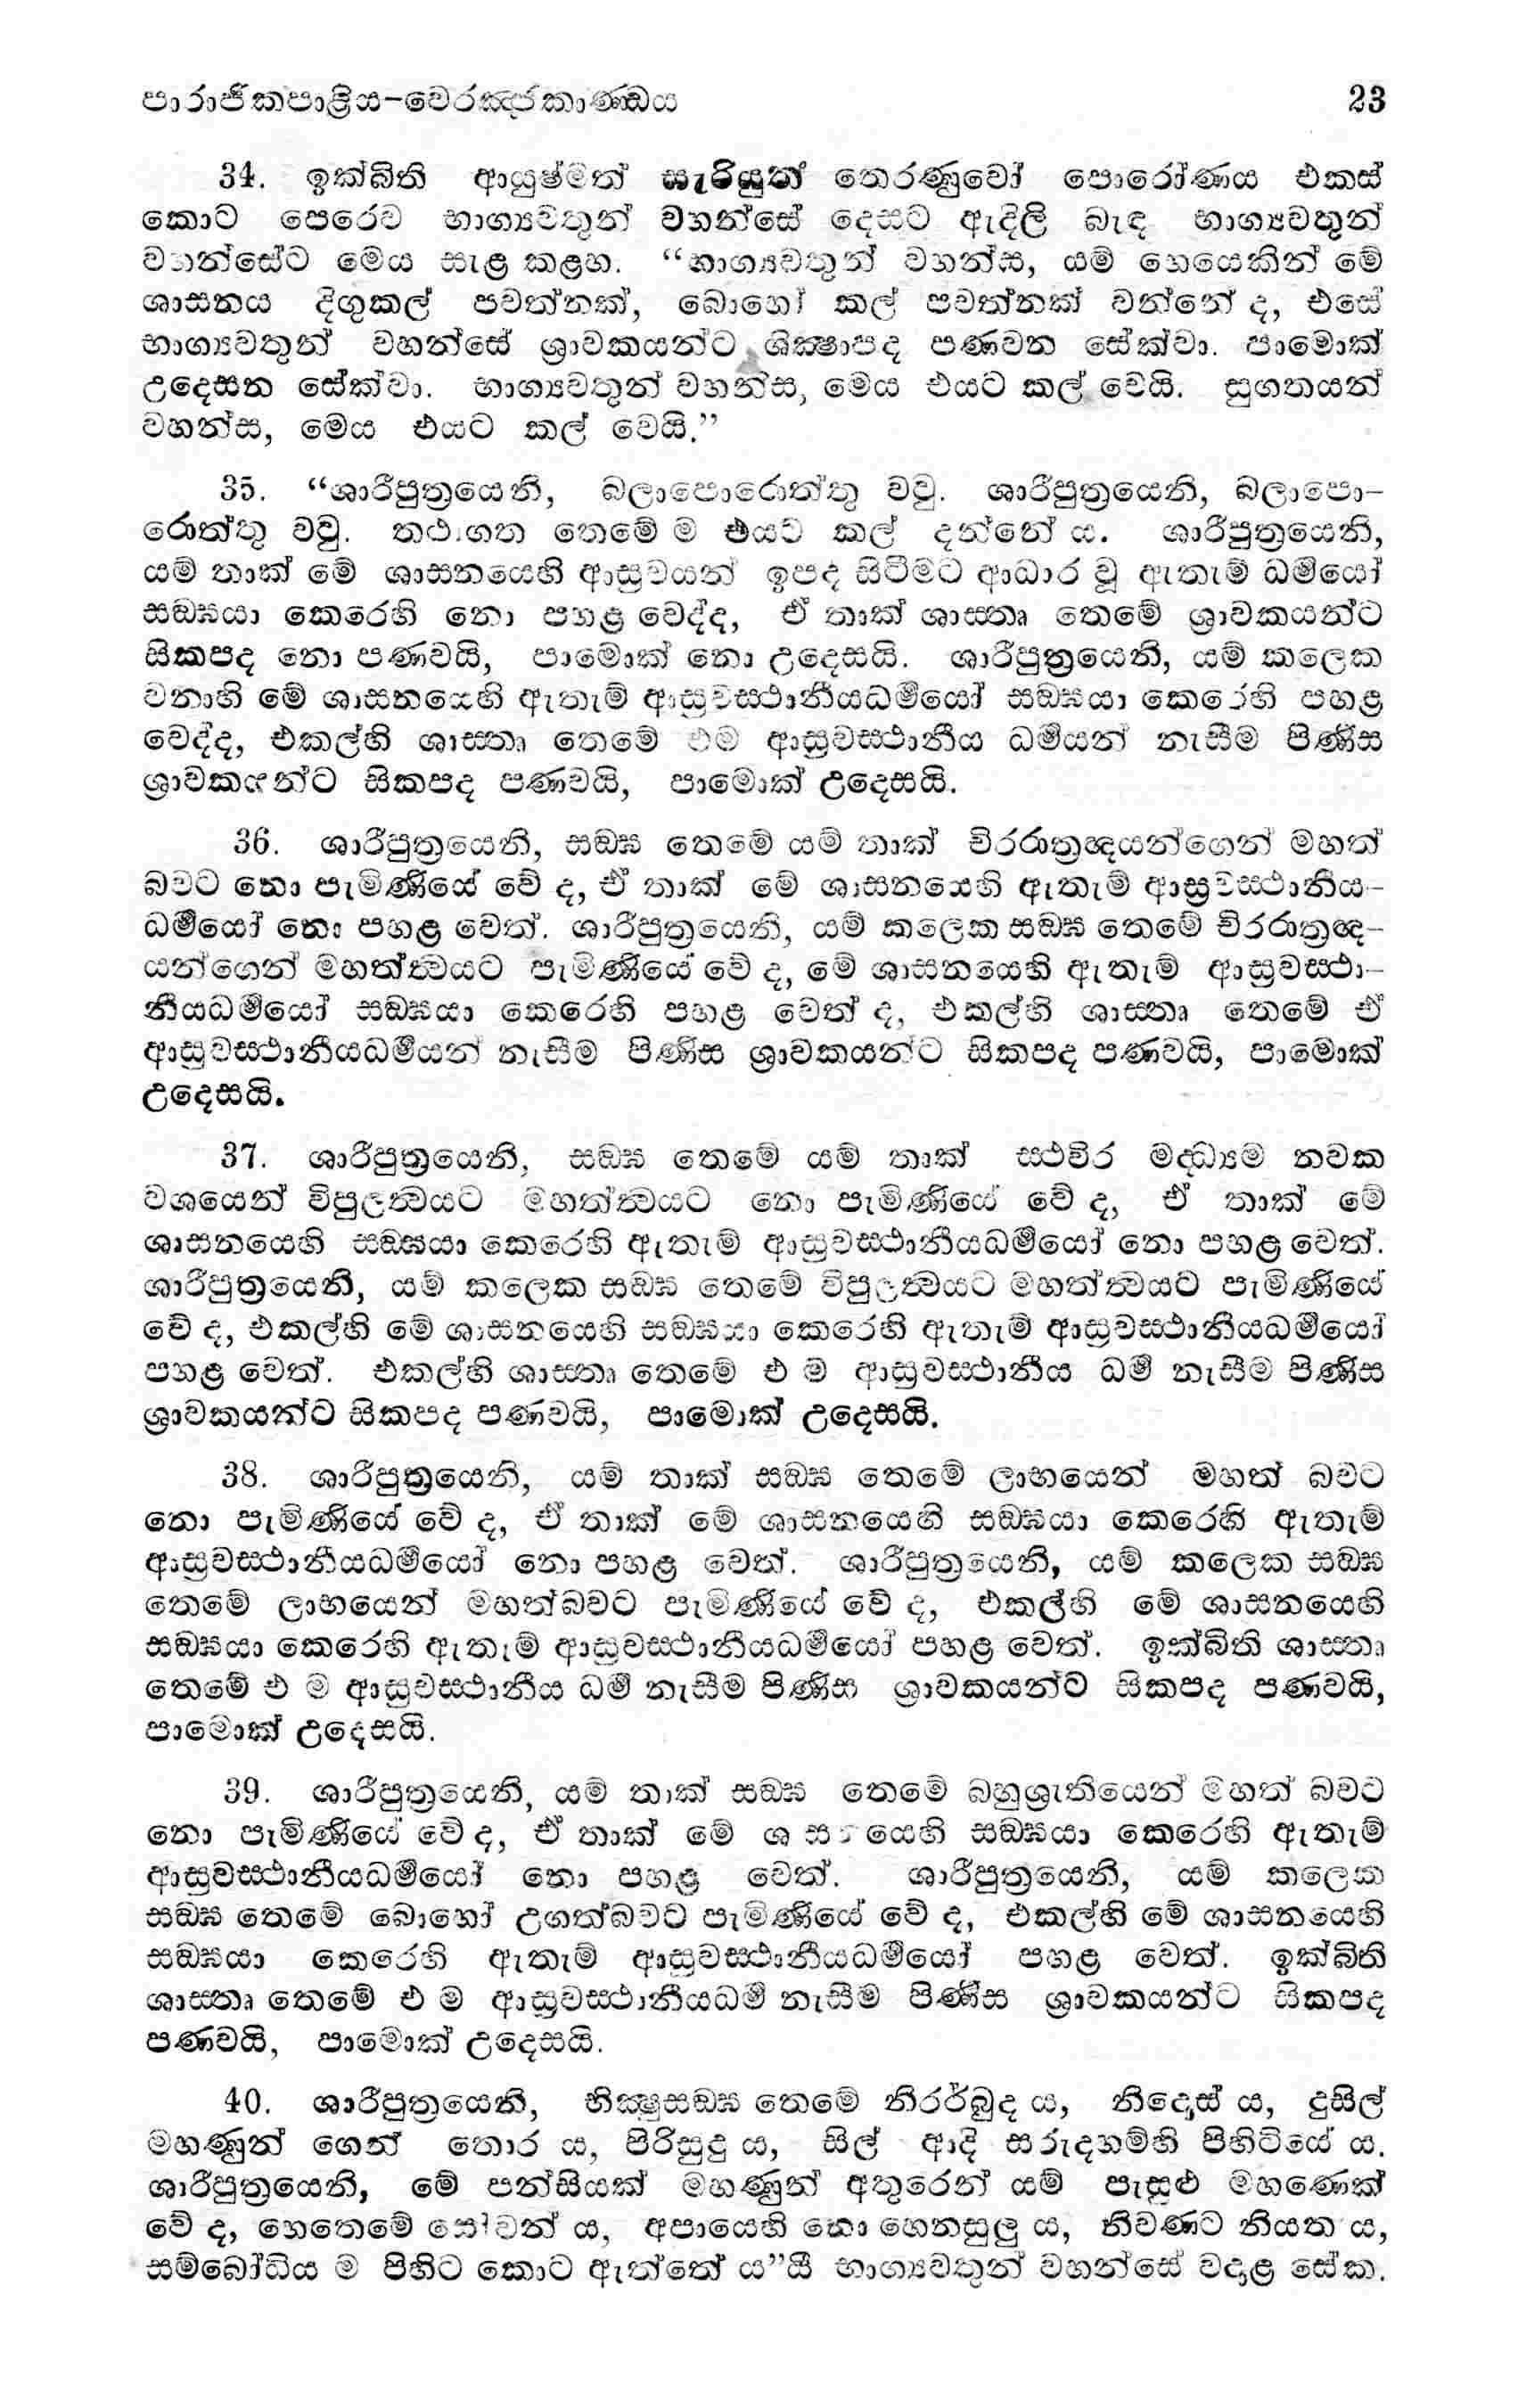 පාරාජිකපාළිය-වෙරඤ්ජකාණ්ඩය 23
34. ඉක්බිති ආයුෂ්මත් සැරියුත් තෙරණුවෝ පොරෝණය එකස්
කොට පෙරෙව භාග්‍යවතුන් වහන්සේ දෙසට ඇදිලි බැඳ භාග්‍යවතුන්
වහන්සේට මෙය සැළ කළහ. “භාග්‍යවතුන් වහන්ස, යම් හෙයෙකින් මේ
ශාසනය දිගුකල් පවත්නක්, බොහෝ කල් පවත්නක් වන්නේ ද, එසේ
භාග්‍යවතුන් වහන්සේ ශ්‍රාවකයන්ට ශික්‍ෂාපද පණවන සේක්වා. පාමොක්
උදෙසන සේක්වා. භාග්‍යවතුන් වහන්ස, මෙය එයට කල් වෙයි. සුගතයන්
වහන්ස, මෙය එයට කල් වෙයි.”
35. “ශාරීපුත්‍රයෙනි, බලාපොරොත්තු වවු. ශාරීපුත්‍රයෙනි, බලාපො-
රොත්තු වවු. තථාගත තෙමේ ම එයට කල් දන්නේ ය. ශාරීපුත්‍රයෙනි,
යම් තාක් මේ ශාසනයෙහි ආස්‍රවයන් ඉපද සිටීමට ආධාර වූ ඇතැම් ධර්‍මයෝ
සඞ්ඝයා කෙරෙහි නො පහළ වෙද්ද, ඒ තාක් ශාස්තෘ තෙමේ ශ්‍රාවකයන්ට
සිකපද නො පණවයි, පාමොක් නො උදෙසයි. ශාරීපුත්‍රයෙනි, යම් කලෙක
වනාහි මේ ශාසනයෙහි ඇතැම් ආස්‍රවස්ථානීයධර්‍මයෝ සඞ්ඝයා කෙරෙහි පහළ
වෙද්ද, එකල්හි ශාස්තෘ තෙමේ එම ආස්‍රවස්ථානීය ධර්‍මයන් නැසීම පිණිස
ශ්‍රාවකයන්ට සිකපද පණවයි, පාමොක් උදෙසයි.
36. ශාරීපුත්‍රයෙනි, සඞ්ඝ තෙමේ යම් තාක් චිරරාත්‍රඥයන්ගෙන් මහත්
බවට නො පැමිණියේ වේ ද, ඒ තාක් මේ ශාසනයෙහි ඇතැම් ආස්‍රවස්ථානීය-
ධර්‍මයෝ නො පහළ වෙත්. ශාරීපුත්‍රයෙනි, යම් කලෙක සඞ්ඝ තෙමේ චිරරාත්‍රඥ-
යන්ගෙන් මහත්ත්‍වයට පැමිණියේ වේ ද, මේ ශාසනයෙහි ඇතැම් ආස්‍රවස්ථා-
නීයධර්‍මයෝ සඞ්ඝයා කෙරෙහි පහළ වෙත් ද, එකල්හි ශාස්තෘ තෙමේ ඒ
ආස්‍රවස්ථානීයධර්‍මයන් නැසීම පිණිස ශ්‍රාවකයන්ට සිකපද පණවයි, පාමොක්
උදෙසයි.
37. ශාරීපුත්‍රයෙනි, සඞ්ඝ තෙමේ යම් තාක් ස්ථවිර මද්ධ්‍යම නවක
වශයෙන් විපුලත්‍වයට මහත්ත්‍වයට නො පැමිණියේ වේ ද, ඒ තාක් මේ
ශාසනයෙහි සඞ්ඝයා කෙරෙහි ඇතැම් ආස්‍රවස්ථානීයධර්‍මයෝ නො පහළ වෙත්.
ශාරීපුත්‍රයෙනි, යම් කලෙක සඞ්ඝ තෙමේ විපුලත්‍වයට මහත්ත්‍වයට පැමිණියේ
වේ ද, එකල්හි මේ ශාසනයෙහි සඞ්ඝයා කෙරෙහි ඇතැම් ආස්‍රවස්ථානීයධර්‍මයෝ
පහළ වෙත්. එකල්හි ශාස්තෘ තෙමේ එ ම ආස්‍රවස්ථානීය ධර්‍ම නැසීම පිණිස
ශ්‍රාවකයන්ට සිකපද පණවයි, පාමොක් උදෙසයි.
38. ශාරීපුත්‍රයෙනි, යම් තාක් සඞ්ඝ තෙමේ ලාභයෙන් මහත් බවට
නො පැමිණියේ වේ ද, ඒ තාක් මේ ශාසනයෙහි සඞ්ඝයා කෙරෙහි ඇතැම්
ආස්‍රවස්ථානීයධර්‍මයෝ නො පහළ වෙත්. ශාරීපුත්‍රයෙනි, යම් කලෙක සඞ්ඝ
තෙමේ ලාභයෙන් මහත්බවට පැමිණියේ වේ ද, එකල්හි මේ ශාසනයෙහි
සඞ්ඝයා කෙරෙහි ඇතැම් ආස්‍රවස්ථානීයධර්‍මයෝ පහළ වෙත්. ඉක්බිති ශාස්තෘ
තෙමේ එ ම ආස්‍රවස්ථානීය ධර්‍ම නැසීම පිණිස ශ්‍රාවකයන්ට සිකපද පණවයි,
පාමොක් උදෙසයි.
39. ශාරීපුත්‍රයෙනි, යම් තාක් සඞ්ඝ තෙමේ බහුශ්‍රැතියෙන් මහත් බවට
නො පැමිණියේ වේ ද, ඒ තාක් මේ ශාසනයෙහි සඞ්ඝයා කෙරෙහි ඇතැම්
ආස්‍රවස්ථානීයධර්‍මයෝ නො පහළ වෙත්. ශාරීපුත්‍රයෙනි, යම් කලෙක
සඞ්ඝ තෙමේ බොහෝ උගත්බවට පැමිණියේ වේ ද, එකල්හි මේ ශාසනයෙහි
සඞ්ඝයා කෙරෙහි ඇතැම් ආස්‍රවස්ථානීයධර්‍මයෝ පහළ වෙත්. ඉක්බිති
ශාස්තෘ තෙමේ එ ම ආස්‍රවස්ථානීයධර්‍ම නැසීම පිණිස ශ්‍රාවකයන්ට සිකපද
පණවයි, පාමොක් උදෙසයි.
40. ශාරීපුත්‍රයෙනි, භික්‍ෂුසඞ්ඝ තෙමේ නිරර්බුද ය, නිදොස් ය, දුසිල්
මහණුන් ගෙන් තොර ය, පිරිසුදු ය, සිල් ආදි සරුදහම්හි පිහිටියේ ය.
ශාරීපුත්‍රයෙනි, මේ පන්සියක් මහණුන් අතුරෙන් යම් පැසුළු මහණෙක්
වේ ද, හෙතෙමේ සෝවන් ය, අපායෙහි නො හෙනසුලු ය, නිවණට නියත ය,
සම්බෝධිය ම පිහිට කොට ඇත්තේ ය”යි භාග්‍යවතුන් වහන්සේ වදාළ සේක.